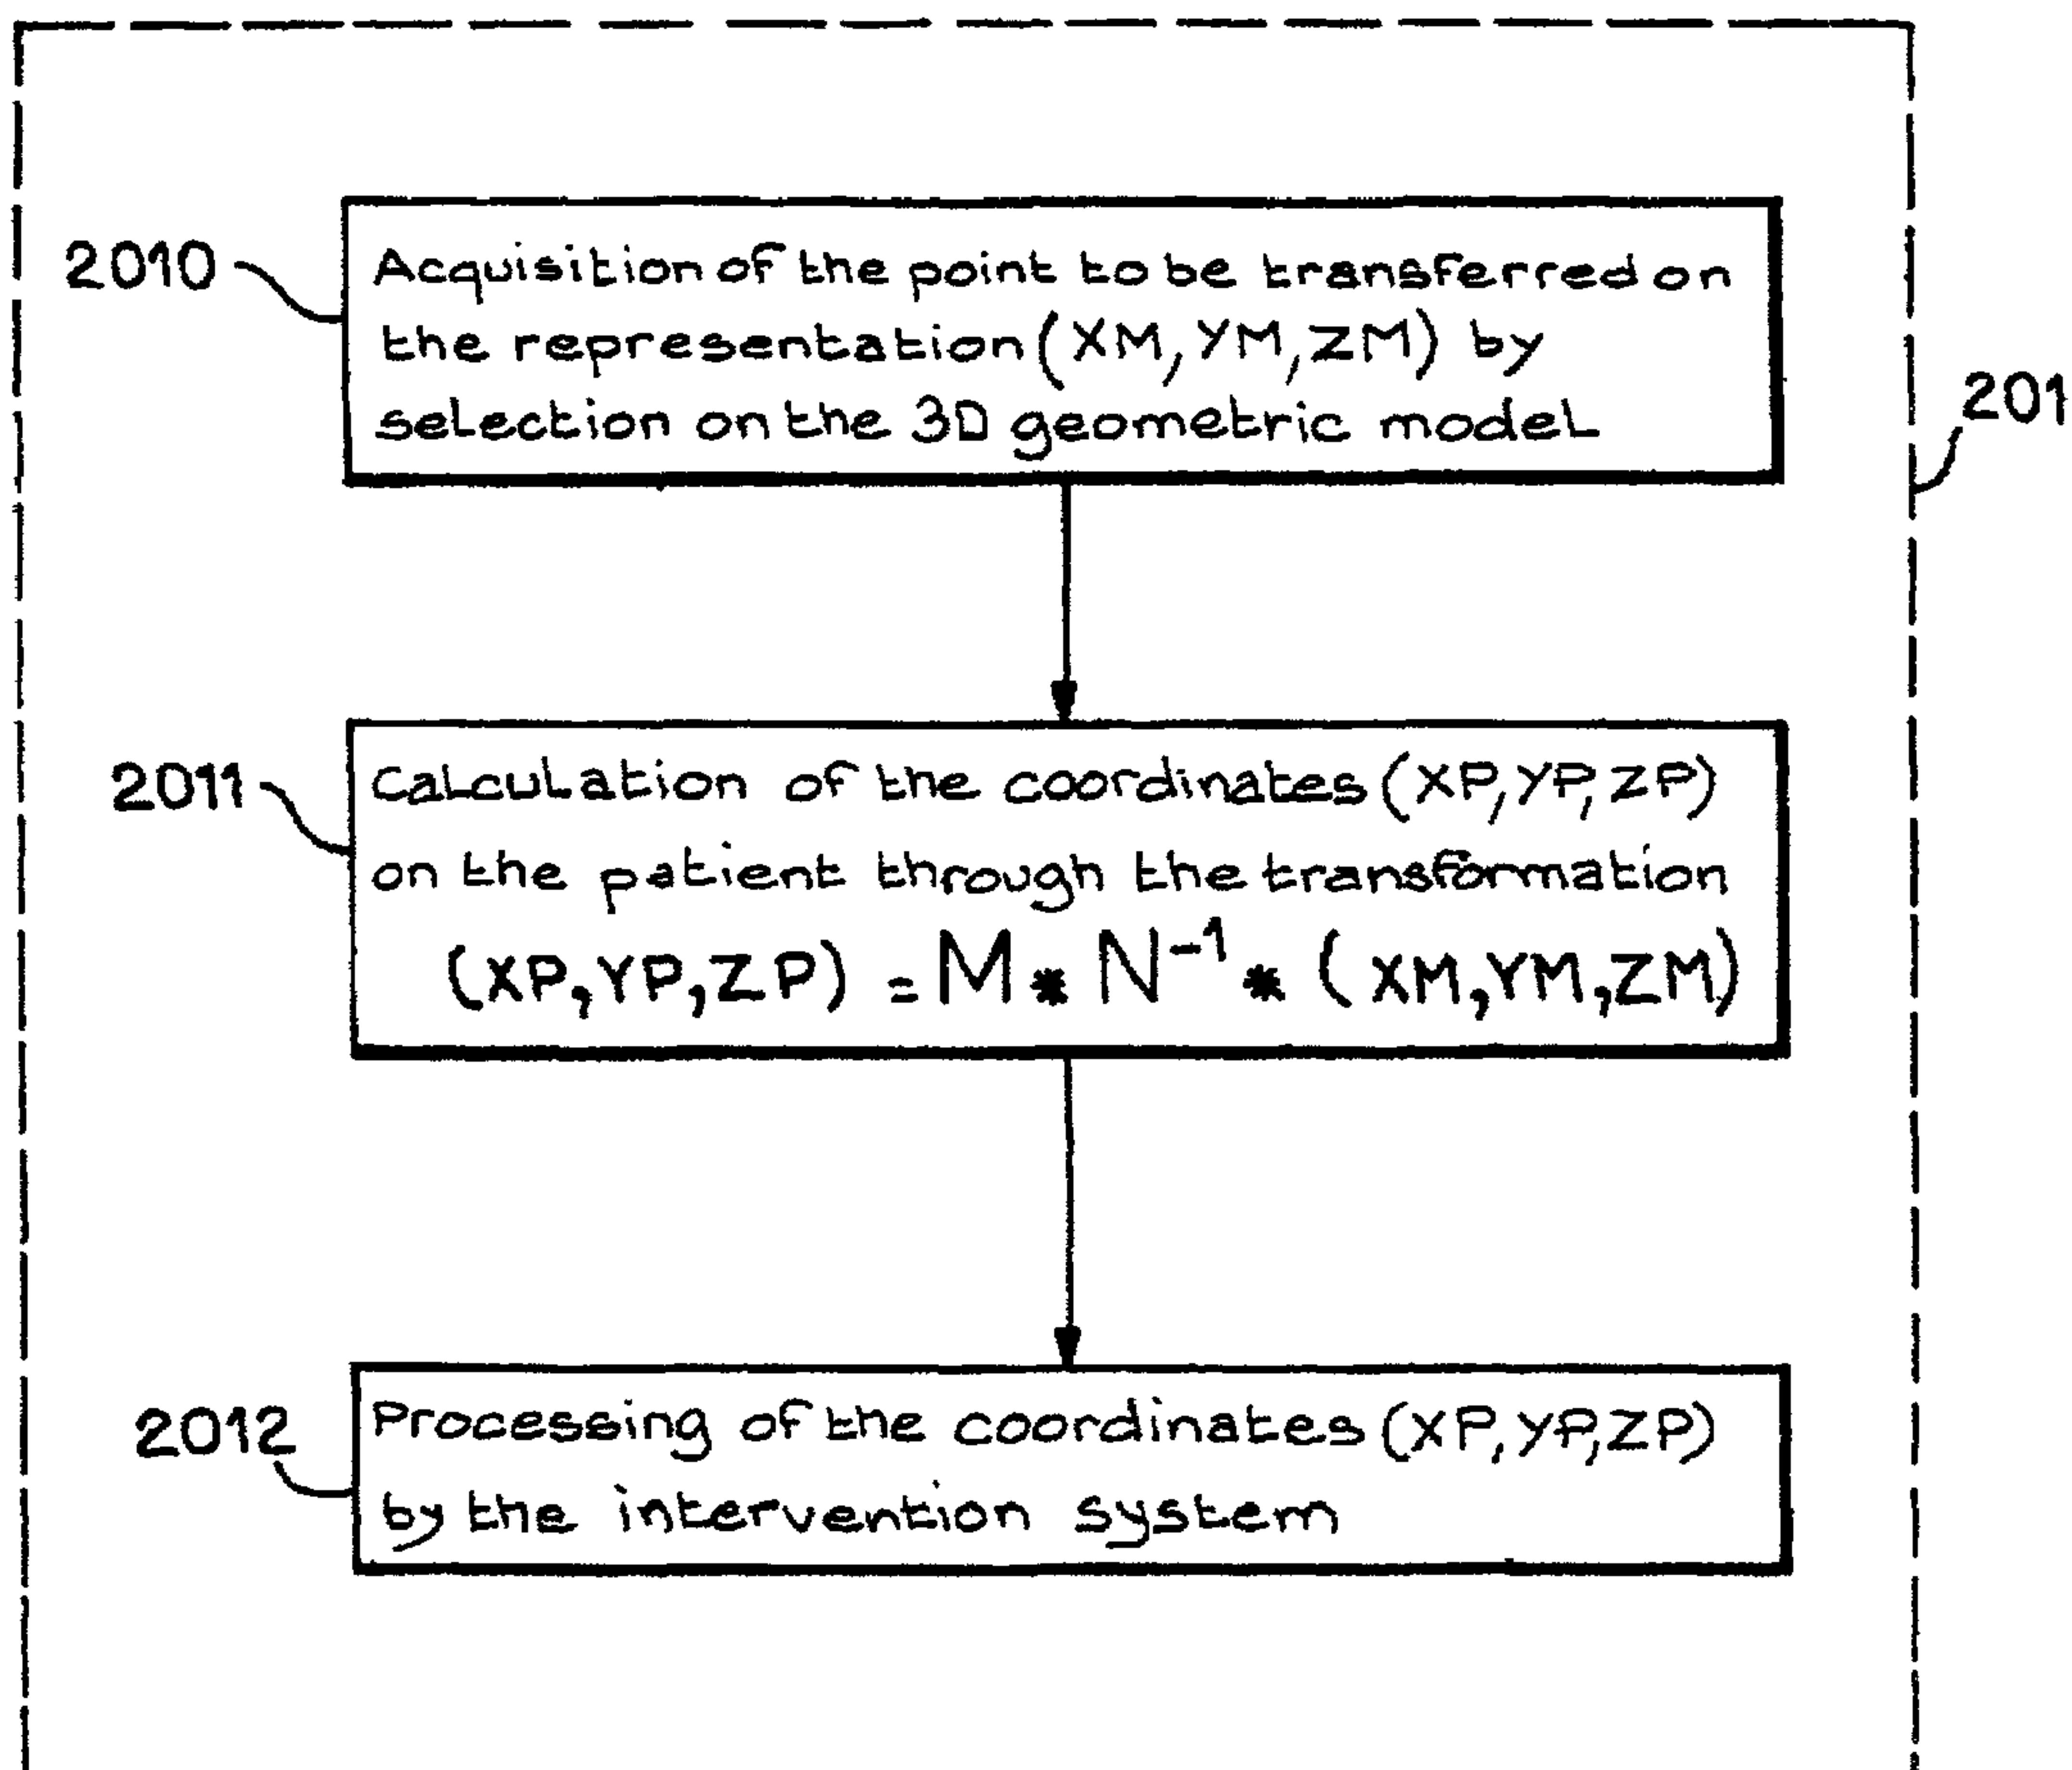 2010
Acquisition of the point to be transferred on
the representation (XM, YM, ZM) by
selection on the 3D geometric model
201
2011
Calculation of the coordinates (XP, YP, ZP)
on the patient through the transformation
(XP, YP, ZP) = M * N⁻¹ * (XM, YM, ZM)
2012
Processing of the coordinates (XP, YP, ZP)
by the intervention system